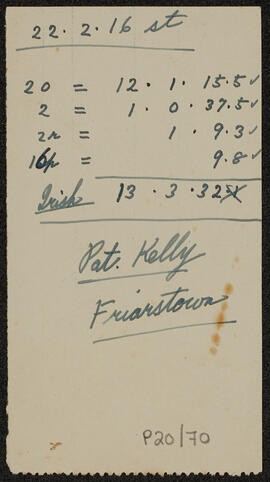 22.2.16 st
20 = 12.1.15.5✓
2 = 1.0.37.5✓
2r = 1.9.3✓
16p = 9.8✓
Irish 13.3.32
Pat. Kelly
Friarstown
P20/70